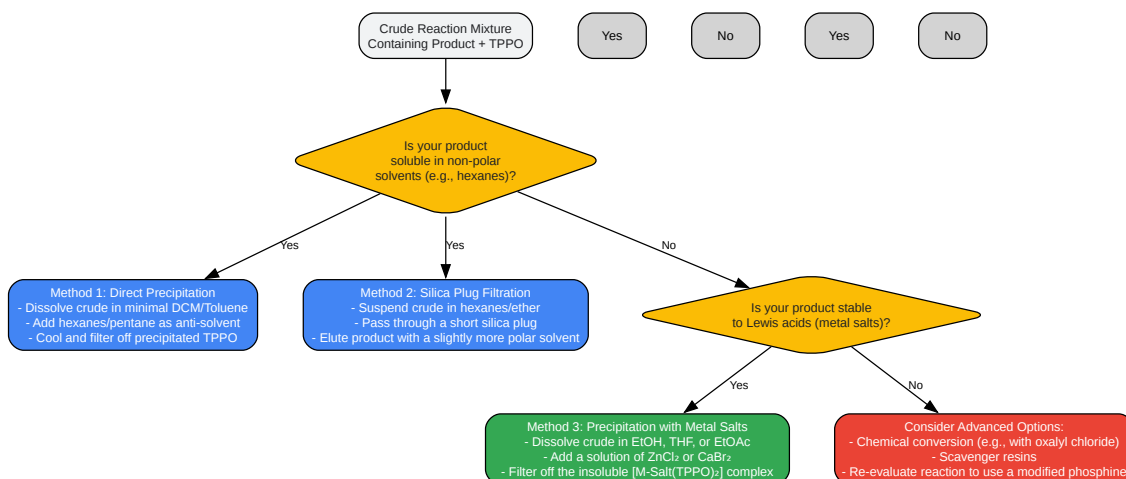 Crude Reaction Mixture
Containing Product + TPPO
Yes
No
Yes
No
Is your product
soluble in non-polar
solvents (e.g., hexanes)?
Yes
Yes
No
Method 1: Direct Precipitation
- Dissolve crude in minimal DCM/Toluene
- Add hexanes/pentane as anti-solvent
- Cool and filter off precipitated TPPO
Method 2: Silica Plug Filtration
- Suspend crude in hexanes/ether
- Pass through a short silica plug
- Elute product with a slightly more polar solvent
Is your product stable
to Lewis acids (metal salts)?
Yes
No
Method 3: Precipitation with Metal Salts
- Dissolve crude in EtOH, THF, or EtOAc
- Add a solution of ZnCl₂ or CaBr₂
- Filter off the insoluble [M-Salt(TPPO)₂] complex
Consider Advanced Options:
- Chemical conversion (e.g., with oxalyl chloride)
- Scavenger resins
- Re-evaluate reaction to use a modified phosphine